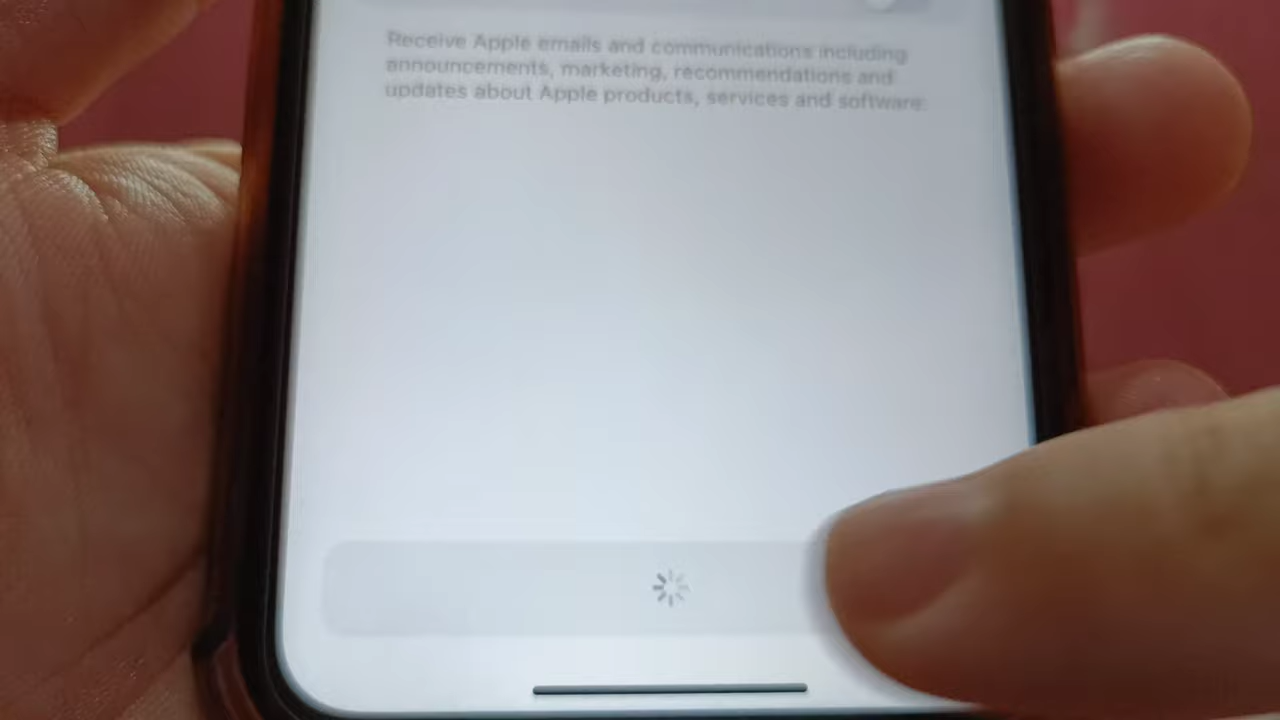 Receive Apple emails and communications including
announcements, marketing, recommendations and
updates about Apple products, services and software.